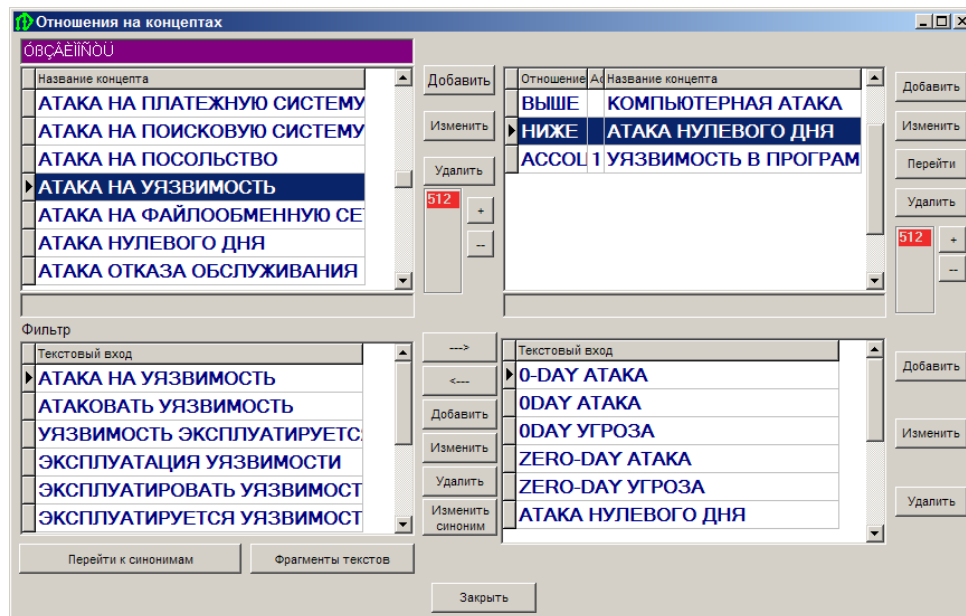 Отношения на концептах
ÓßÇÂÈÌÎÑÒÜ
Название концепта
АТАКА НА ПЛАТЕЖНУЮ СИСТЕМУ
АТАКА НА ПОИСКОВУЮ СИСТЕМУ
АТАКА НА ПОСОЛЬСТВО
АТАКА НА УЯЗВИМОСТЬ
АТАКА НА ФАЙЛООБМЕННУЮ СЕ
АТАКА НУЛЕВОГО ДНЯ
АТАКА ОТКАЗА ОБСЛУЖИВАНИЯ
Добавить
Изменить
Удалить
512
+
--
Отношение Ас Название концепта
ВЫШЕ КОМПЬЮТЕРНАЯ АТАКА
НИЖЕ АТАКА НУЛЕВОГО ДНЯ
АССОЦ 1 УЯЗВИМОСТЬ В ПРОГРАМ
Добавить
Изменить
Перейти
Удалить
512
+
--
Фильтр
Текстовый вход
АТАКА НА УЯЗВИМОСТЬ
АТАКОВАТЬ УЯЗВИМОСТЬ
УЯЗВИМОСТЬ ЭКСПЛУАТИРУЕТС
ЭКСПЛУАТАЦИЯ УЯЗВИМОСТИ
ЭКСПЛУАТИРОВАТЬ УЯЗВИМОСТ
ЭКСПЛУАТИРУЕТСЯ УЯЗВИМОСТ
--->
<---
Добавить
Изменить
Удалить
Изменить
синоним
Текстовый вход
0-DAY АТАКА
0DAY АТАКА
0DAY УГРОЗА
ZERO-DAY АТАКА
ZERO-DAY УГРОЗА
АТАКА НУЛЕВОГО ДНЯ
Добавить
Изменить
Удалить
Перейти к синонимам
Фрагменты текстов
Закрыть